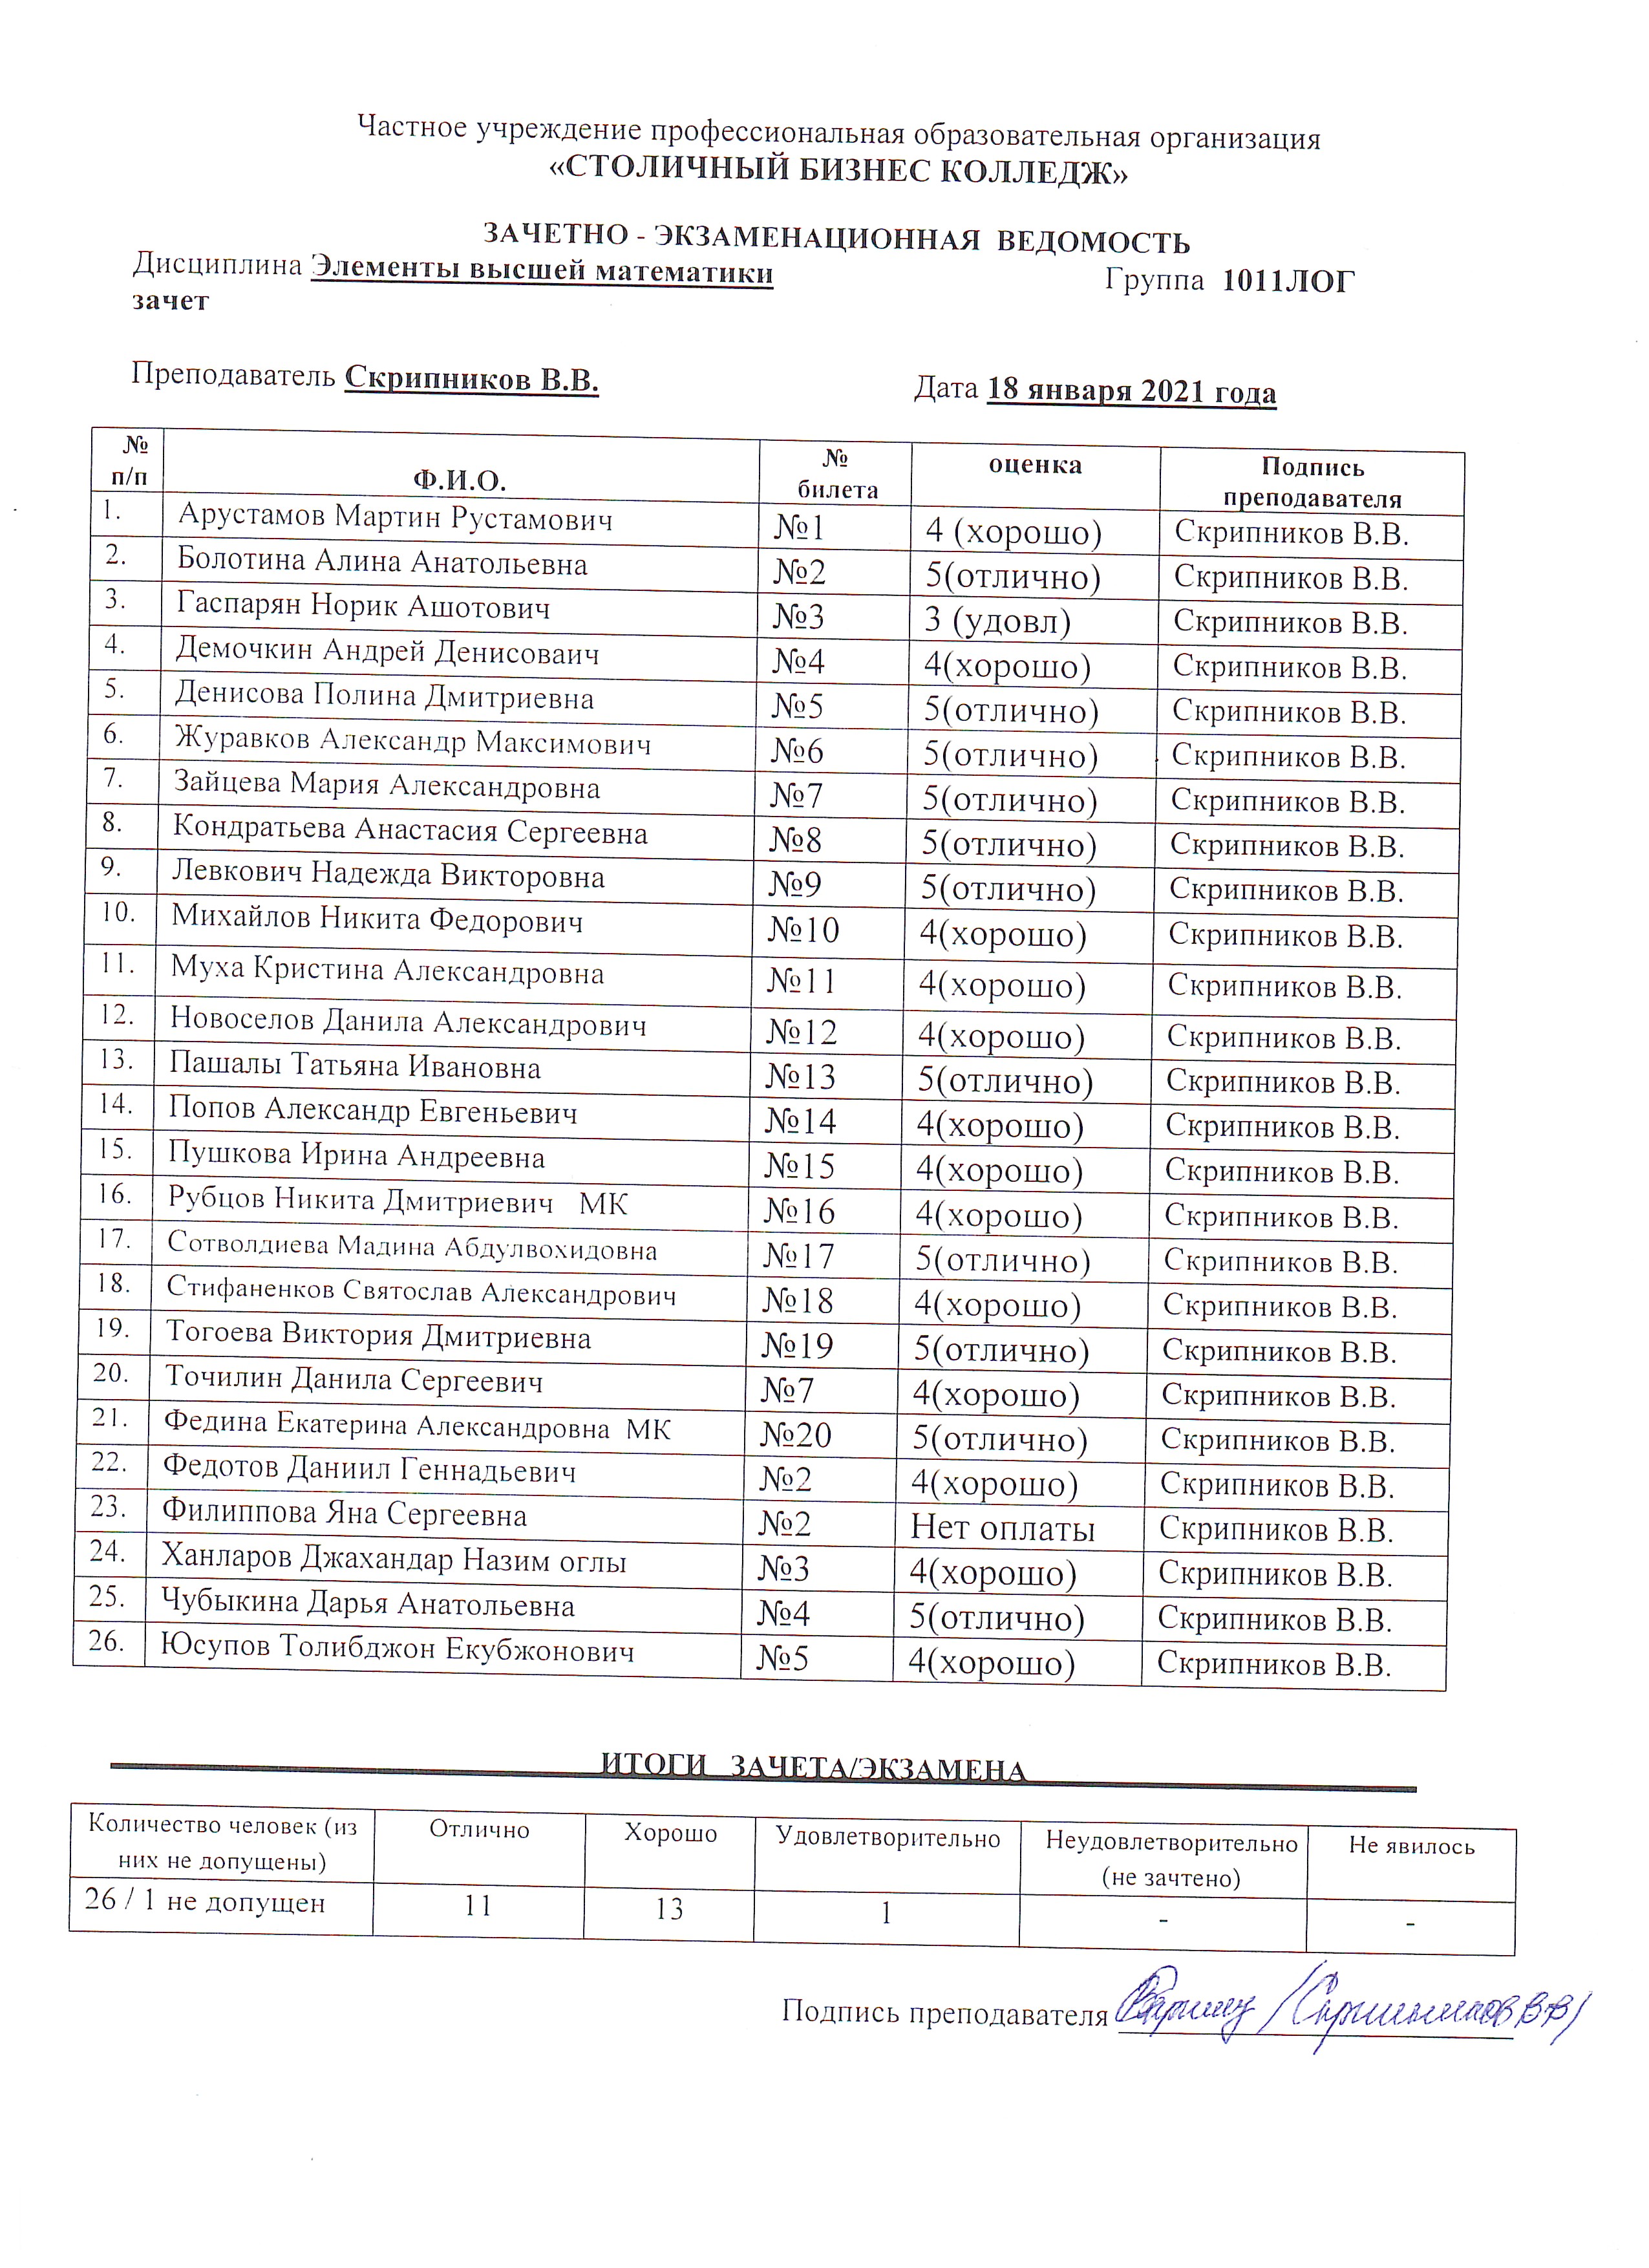 Частное учреждение профессиональная образовательная организация
«СТОЛИЧНЫЙ БИЗНЕС КОЛЛЕДЖ»
ЗАЧЕТНО - ЭКЗАМЕНАЦИОННАЯ ВЕДОМОСТЬ
Дисциплина Элементы высшей математики Группа 1011ЛОГ
зачет
Преподаватель Скрипников В.В. Дата 18 января 2021 года
№ п/п Ф.И.О. № билета оценка Подпись преподавателя
1. Арустамов Мартин Рустамович №1 4 (хорошо) Скрипников В.В.
2. Болотина Алина Анатольевна №2 5(отлично) Скрипников В.В.
3. Гаспарян Норик Ашотович №3 3 (удовл) Скрипников В.В.
4. Демочкин Андрей Денисоваич №4 4(хорошо) Скрипников В.В.
5. Денисова Полина Дмитриевна №5 5(отлично) Скрипников В.В.
6. Журавков Александр Максимович №6 5(отлично) Скрипников В.В.
7. Зайцева Мария Александровна №7 5(отлично) Скрипников В.В.
8. Кондратьева Анастасия Сергеевна №8 5(отлично) Скрипников В.В.
9. Левкович Надежда Викторовна №9 5(отлично) Скрипников В.В.
10. Михайлов Никита Федорович №10 4(хорошо) Скрипников В.В.
11. Муха Кристина Александровна №11 4(хорошо) Скрипников В.В.
12. Новоселов Данила Александрович №12 4(хорошо) Скрипников В.В.
13. Пашалы Татьяна Ивановна №13 5(отлично) Скрипников В.В.
14. Попов Александр Евгеньевич №14 4(хорошо) Скрипников В.В.
15. Пушкова Ирина Андреевна №15 4(хорошо) Скрипников В.В.
16. Рубцов Никита Дмитриевич МК №16 4(хорошо) Скрипников В.В.
17. Сотволдиева Мадина Абдулвохидовна №17 5(отлично) Скрипников В.В.
18. Стифаненков Святослав Александрович №18 4(хорошо) Скрипников В.В.
19. Тогоева Виктория Дмитриевна №19 5(отлично) Скрипников В.В.
20. Точилин Данила Сергеевич №7 4(хорошо) Скрипников В.В.
21. Федина Екатерина Александровна МК №20 5(отлично) Скрипников В.В.
22. Федотов Даниил Геннадьевич №2 4(хорошо) Скрипников В.В.
23. Филиппова Яна Сергеевна №2 Нет оплаты Скрипников В.В.
24. Ханларов Джахандар Назим оглы №3 4(хорошо) Скрипников В.В.
25. Чубыкина Дарья Анатольевна №4 5(отлично) Скрипников В.В.
26. Юсупов Толибджон Екубжонович №5 4(хорошо) Скрипников В.В.
ИТОГИ ЗАЧЕТА/ЭКЗАМЕНА
Количество человек (из них не допущены) Отлично Хорошо Удовлетворительно Неудовлетворительно (не зачтено) Не явилось
26 / 1 не допущен 11 13 1 - -
Подпись преподавателя /Скрипников В.В/